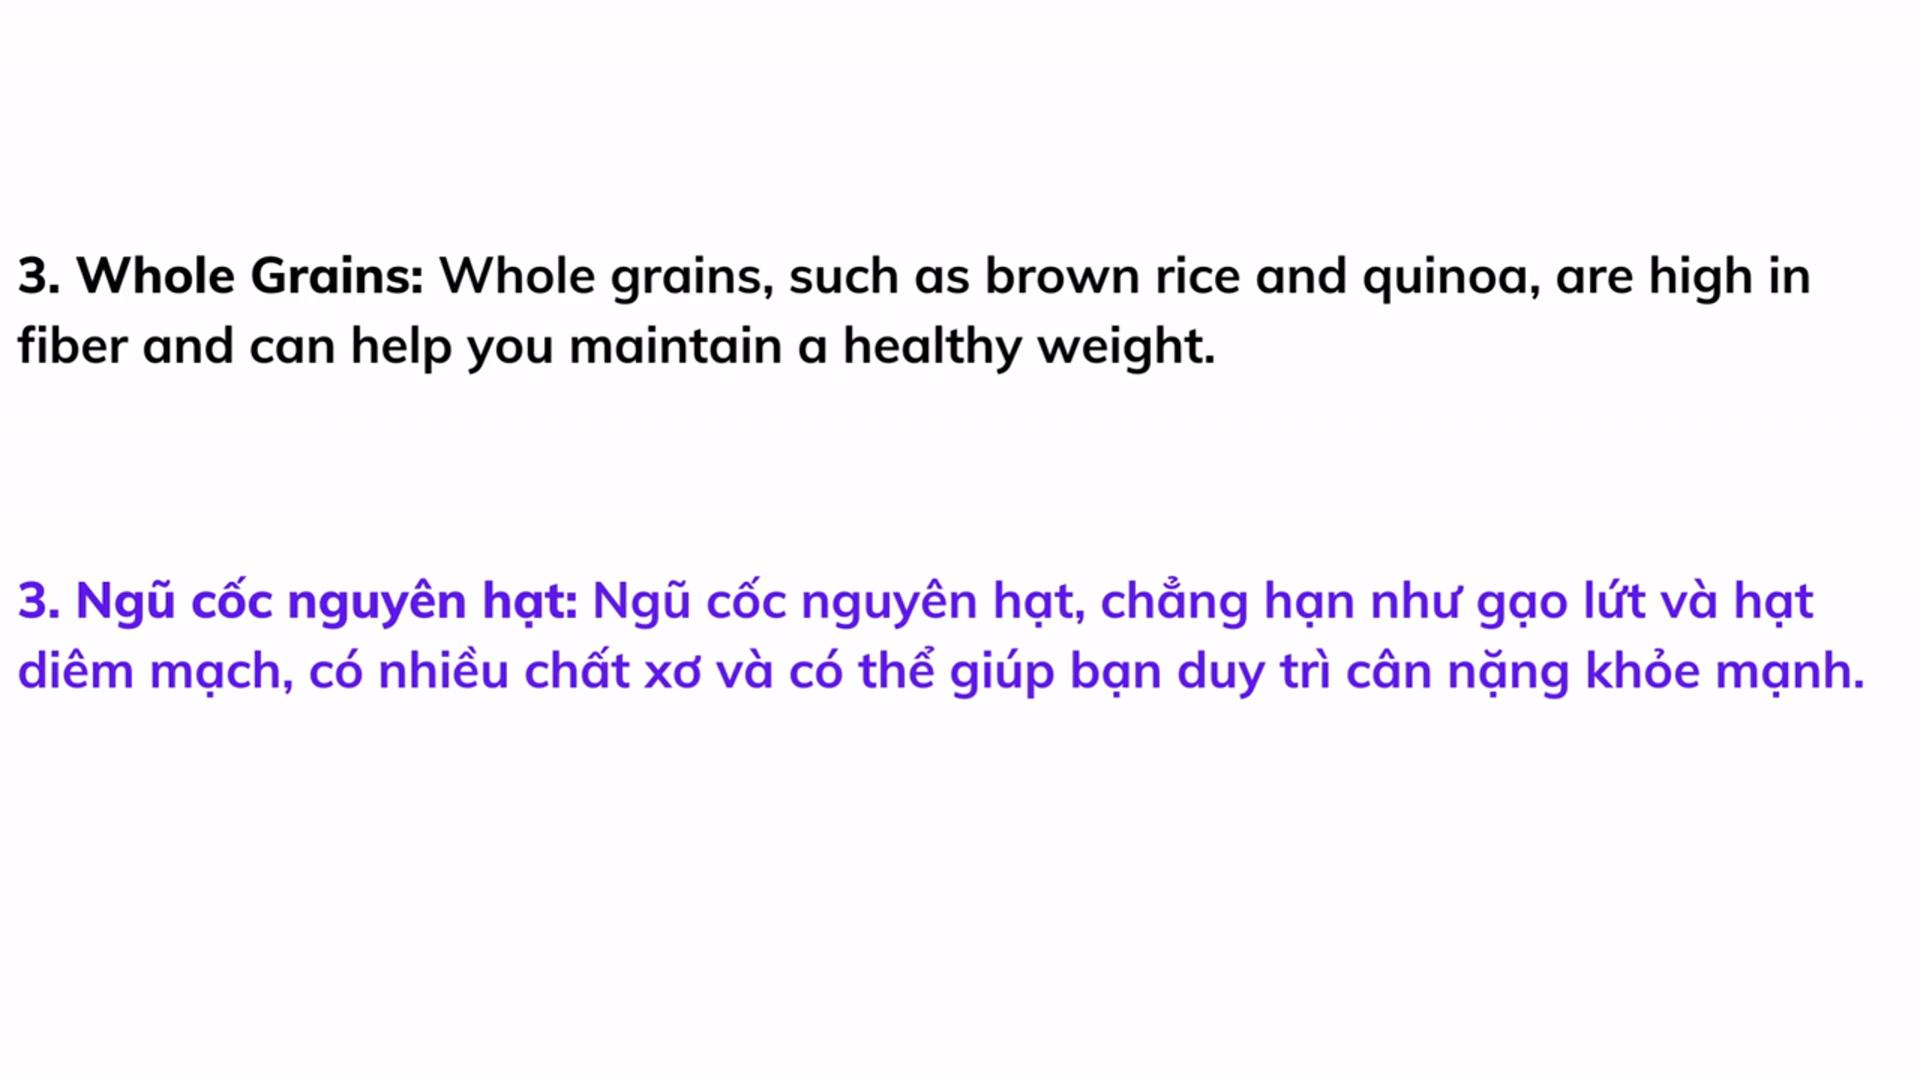 3. Whole Grains: Whole grains, such as brown rice and quinoa, are high in
fiber and can help you maintain a healthy weight.
3. Ngũ cốc nguyên hạt: Ngũ cốc nguyên hạt, chẳng hạn như gạo lứt và hạt
diêm mạch, có nhiều chất xơ và có thể giúp bạn duy trì cân nặng khỏe mạnh.